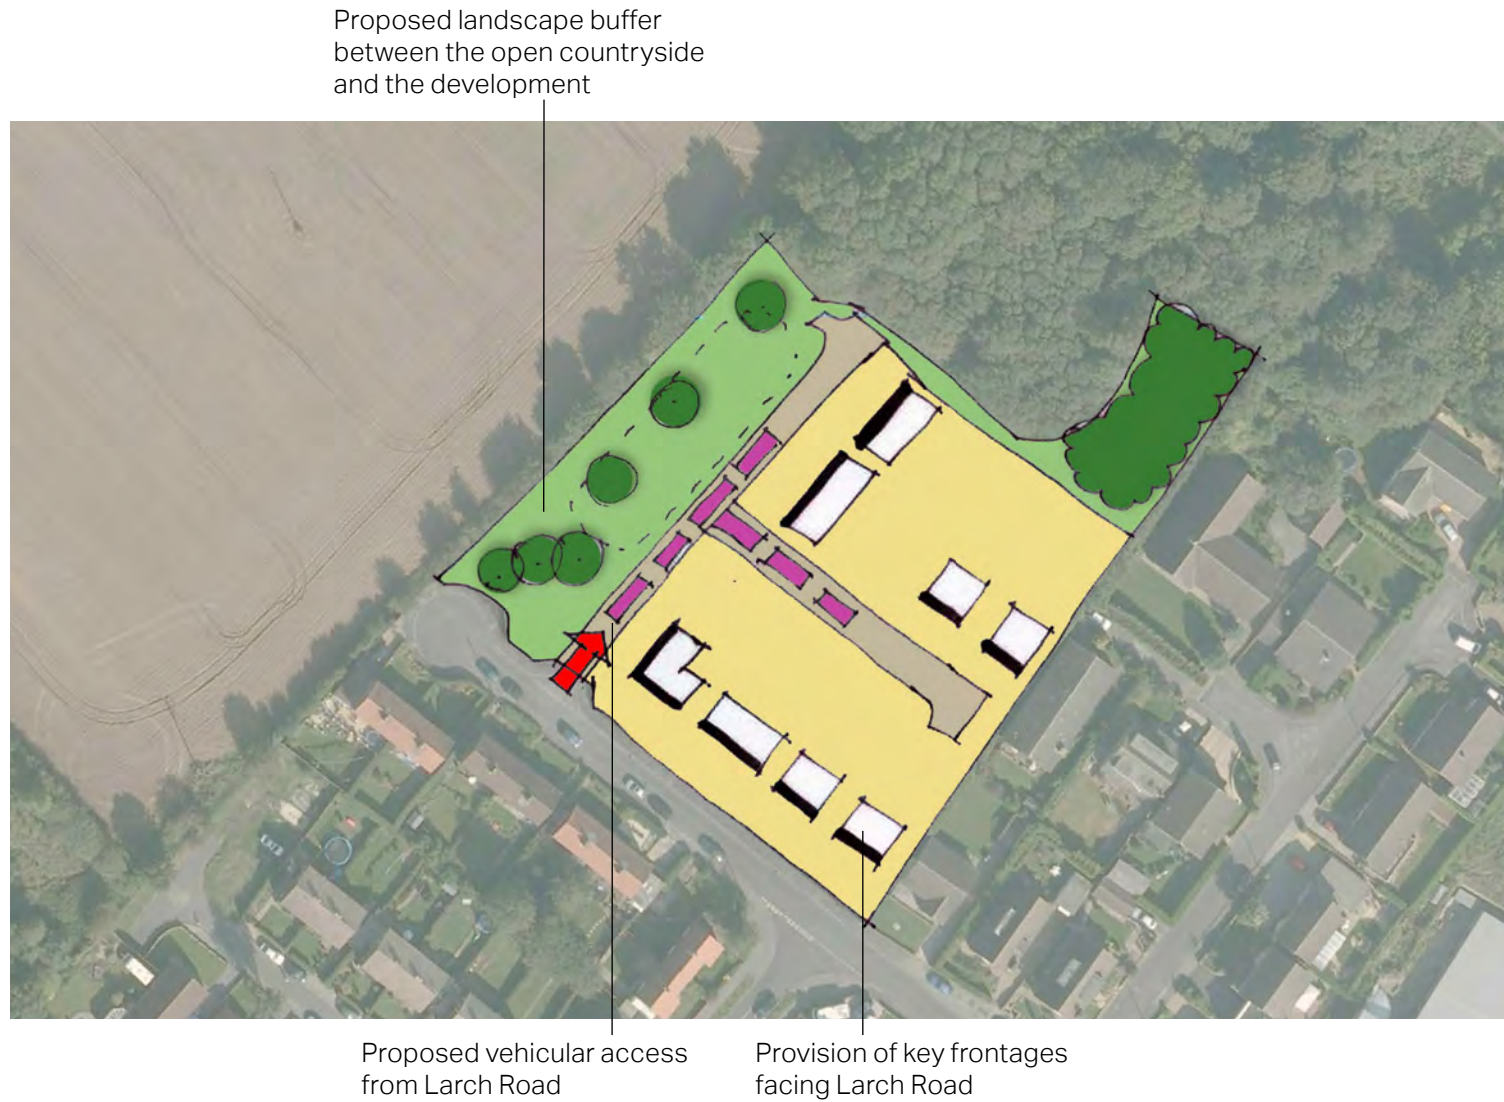 Proposed landscape buffer
between the open countryside
and the development
Proposed vehicular access
from Larch Road
Provision of key frontages
facing Larch Road